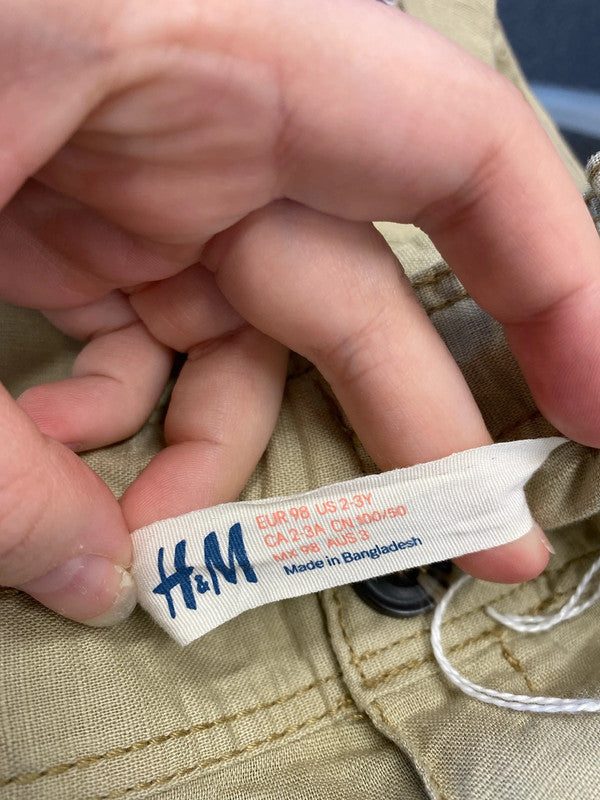 H&M
EUR 98 US 2-3Y
CA 2-3A CN 100/50
MX 98 AUS 3
Made in Bangladesh